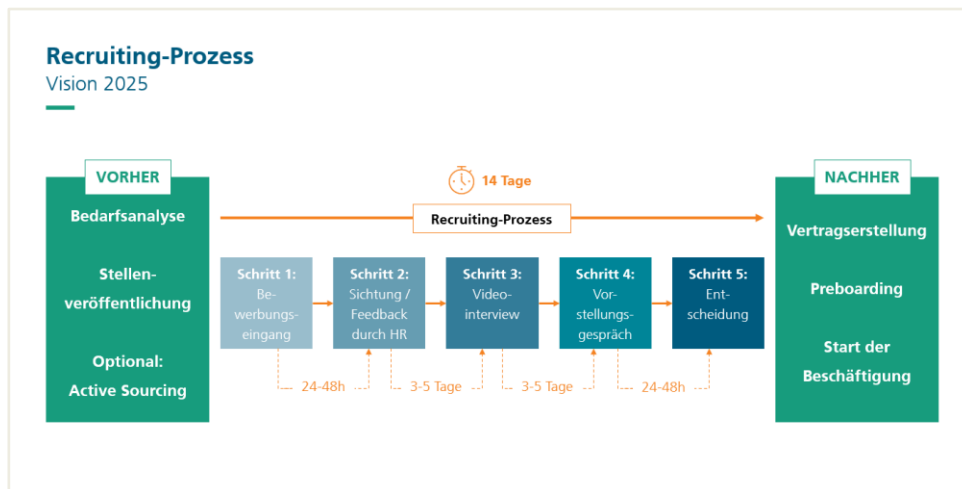 Recruiting-Prozess
Vision 2025
VORHER
Bedarfsanalyse
Stellen-
veröffentlichung
Optional:
Active Sourcing
14 Tage
Recruiting-Prozess
Schritt 1:
Be-
werbungs-
eingang
Schritt 2:
Sichtung /
Feedback
durch HR
Schritt 3:
Video-
interview
Schritt 4:
Vor-
stellungs-
gespräch
Schritt 5:
Ent-
scheidung
24-48h
3-5 Tage
3-5 Tage
24-48h
NACHHER
Vertragserstellung
Preboarding
Start der
Beschäftigung